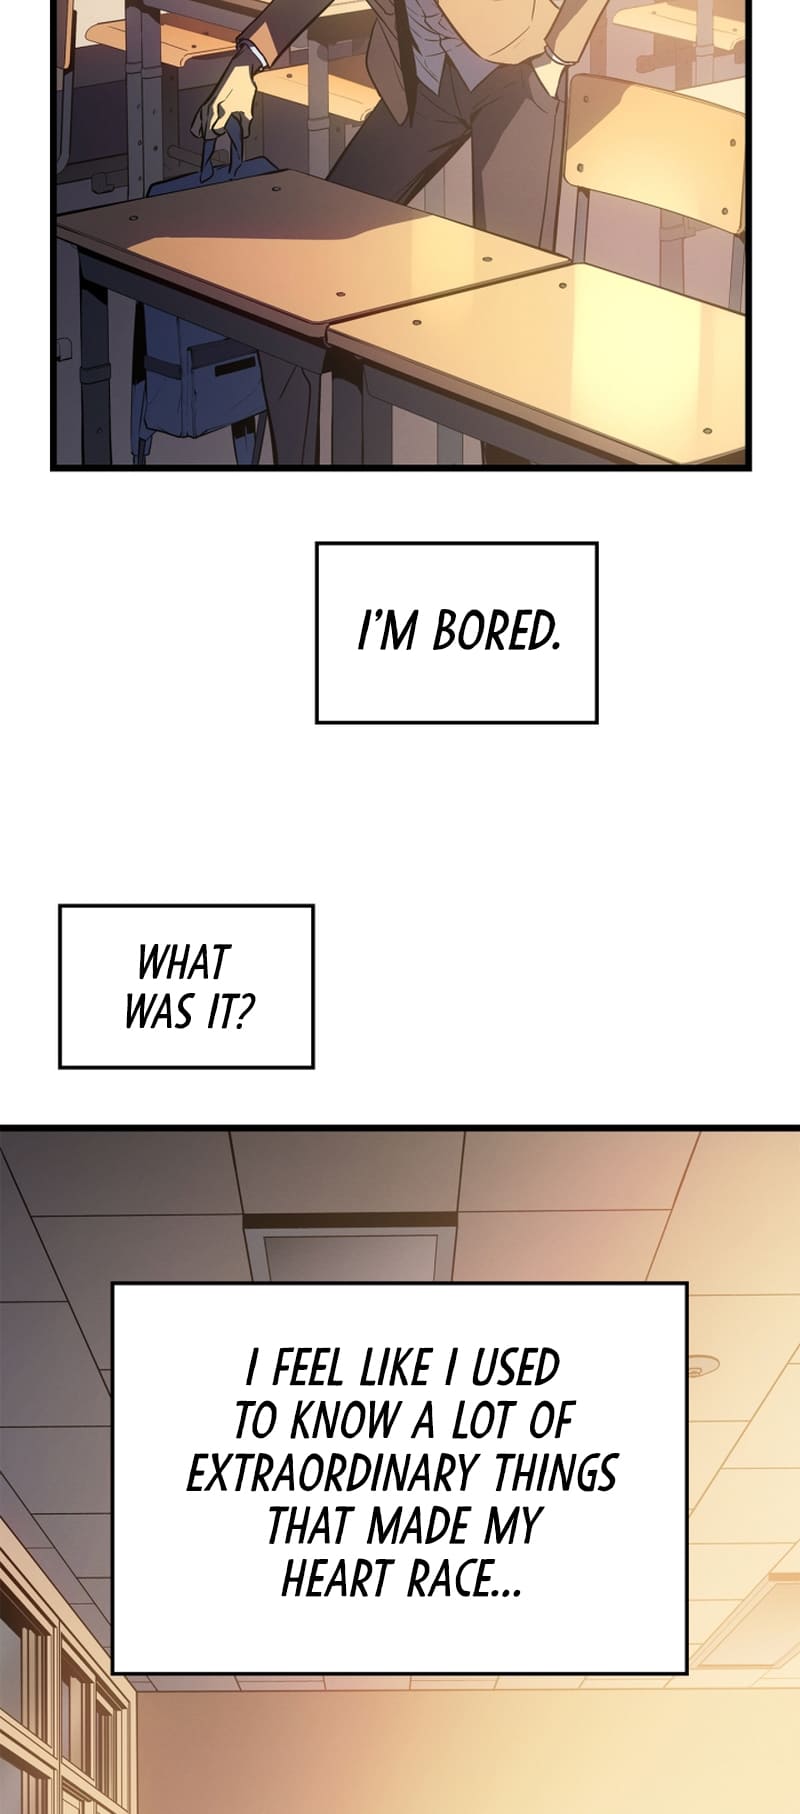 I'M BORED.
WHAT
WAS IT?
I FEEL LIKE I USED
TO KNOW A LOT OF
EXTRAORDINARY THINGS
THAT MADE MY
HEART RACE...